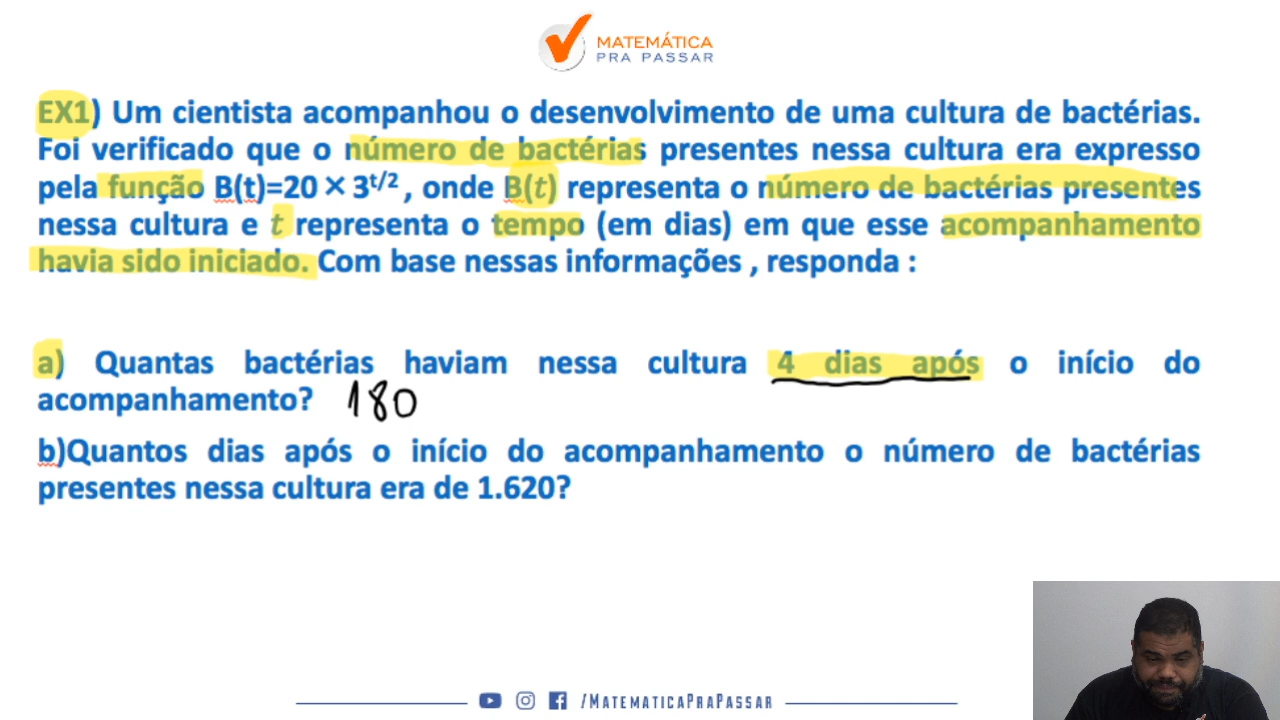 MATEMÁTICA
PRA PASSAR
EX1) Um cientista acompanhou o desenvolvimento de uma cultura de bactérias.
Foi verificado que o número de bactérias presentes nessa cultura era expresso
pela função B(t)=20 × 3^t/2 , onde B(t) representa o número de bactérias presentes
nessa cultura e t representa o tempo (em dias) em que esse acompanhamento
havia sido iniciado. Com base nessas informações , responda :
a) Quantas bactérias haviam nessa cultura 4 dias após o início do
acompanhamento? 180
b)Quantos dias após o início do acompanhamento o número de bactérias
presentes nessa cultura era de 1.620?
/MATEMATICAPRAPASSAR